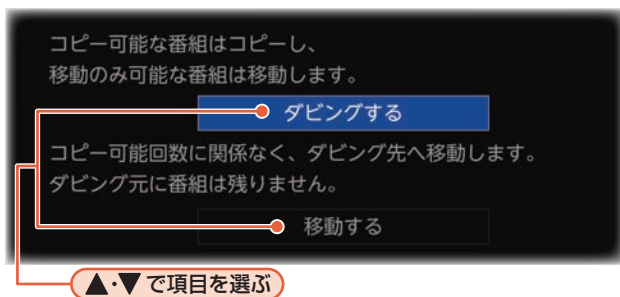 コピー可能な番組はコピーし、
移動のみ可能な番組は移動します。
ダビングする
コピー可能回数に関係なく、ダビング先へ移動します。
ダビング元に番組は残りません。
移動する
▲・▼で項目を選ぶ